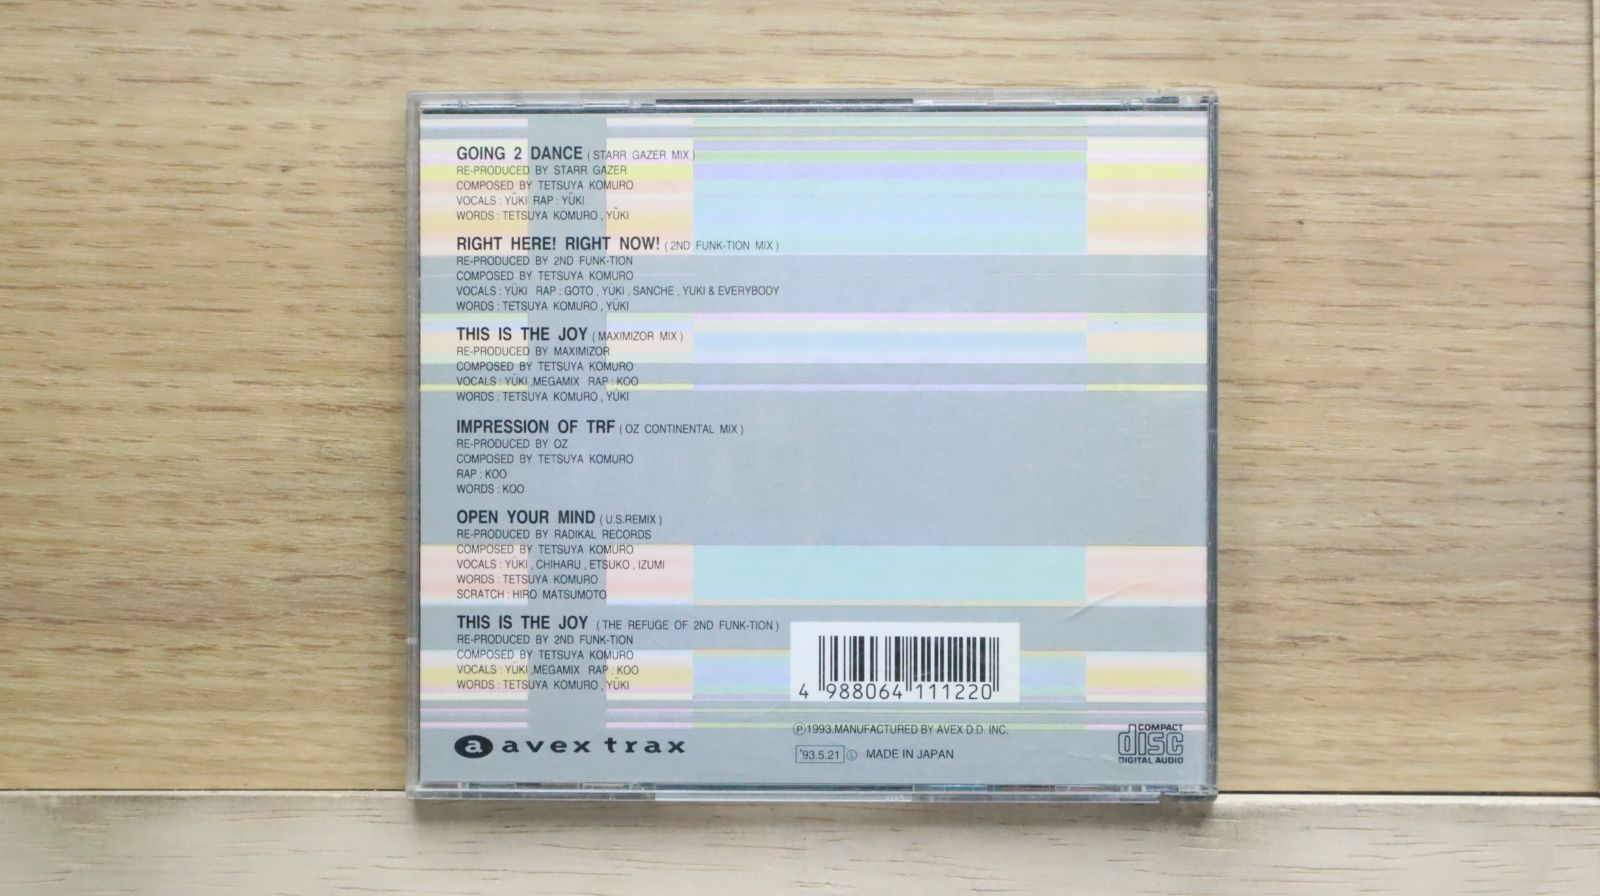 GOING 2 DANCE ( STARR GAZER MIX )
RE-PRODUCED BY STARR GAZER
COMPOSED BY TETSUYA KOMURO
VOCALS : YŪKI RAP : YŪKI
WORDS : TETSUYA KOMURO , YŪKI
RIGHT HERE! RIGHT NOW! ( 2ND FUNK-TION MIX )
RE-PRODUCED BY 2ND FUNK-TION
COMPOSED BY TETSUYA KOMURO
VOCALS : YŪKI RAP : GOTO , YŪKI , SANCHE , YUKI & EVERYBODY
WORDS : TETSUYA KOMURO , YŪKI
THIS IS THE JOY ( MAXIMIZOR MIX )
RE-PRODUCED BY MAXIMIZOR
COMPOSED BY TETSUYA KOMURO
VOCALS : YŪKI ,MEGAMIX RAP : KOO
WORDS : TETSUYA KOMURO , YŪKI
IMPRESSION OF TRF ( OZ CONTINENTAL MIX )
RE-PRODUCED BY OZ
COMPOSED BY TETSUYA KOMURO
RAP : KOO
WORDS : KOO
OPEN YOUR MIND ( U.S.REMIX )
RE-PRODUCED BY RADIKAL RECORDS
COMPOSED BY TETSUYA KOMURO
VOCALS : YŪKI , CHIHARU , ETSUKO , IZUMI
WORDS : TETSUYA KOMURO
SCRATCH : HIRO MATSUMOTO
THIS IS THE JOY ( THE REFUGE OF 2ND FUNK-TION )
RE-PRODUCED BY 2ND FUNK-TION
COMPOSED BY TETSUYA KOMURO
VOCALS : YŪKI ,MEGAMIX RAP : KOO
WORDS : TETSUYA KOMURO , YŪKI
4 988064 111220
a avex trax
Ⓟ1993.MANUFACTURED BY AVEX D.D. INC.
'93.5.21 Ⓛ MADE IN JAPAN
COMPACT
disc
DIGITAL AUDIO